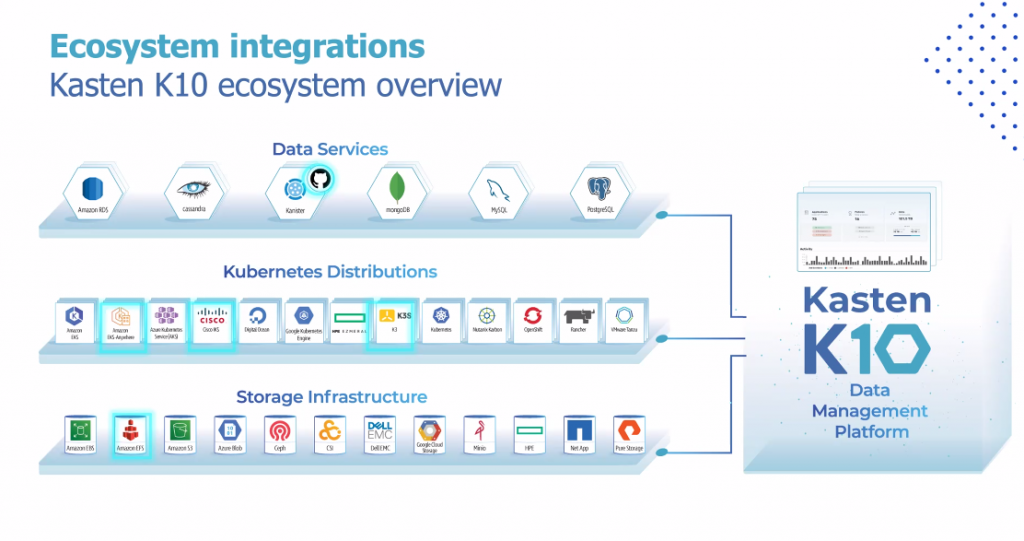 Ecosystem integrations
Kasten K10 ecosystem overview
Data Services
Amazon RDS
cassandra
Kanister
mongoDB
MySQL
PostgreSQL
Kubernetes Distributions
Amazon
EKS
Amazon
EKS-Anywhere
Azure Kubernetes
Service (AKS)
CISCO
Cisco-IKS
Digital Ocean
Google Kubernetes
Engine
HPE EZMERAL
K3S
K3
Kubernetes
Nutanix Karbon
OpenShift
Rancher
VMware Tanzu
Storage Infrastructure
Amazon EBS
Amazon EFS
Amazon S3
Azure Blob
Ceph
CSI
DELL
EMC
Dell EMC
Google Cloud
Storage
Minio
HPE
Net App
Pure Storage
Kasten
K10
Data
Management
Platform